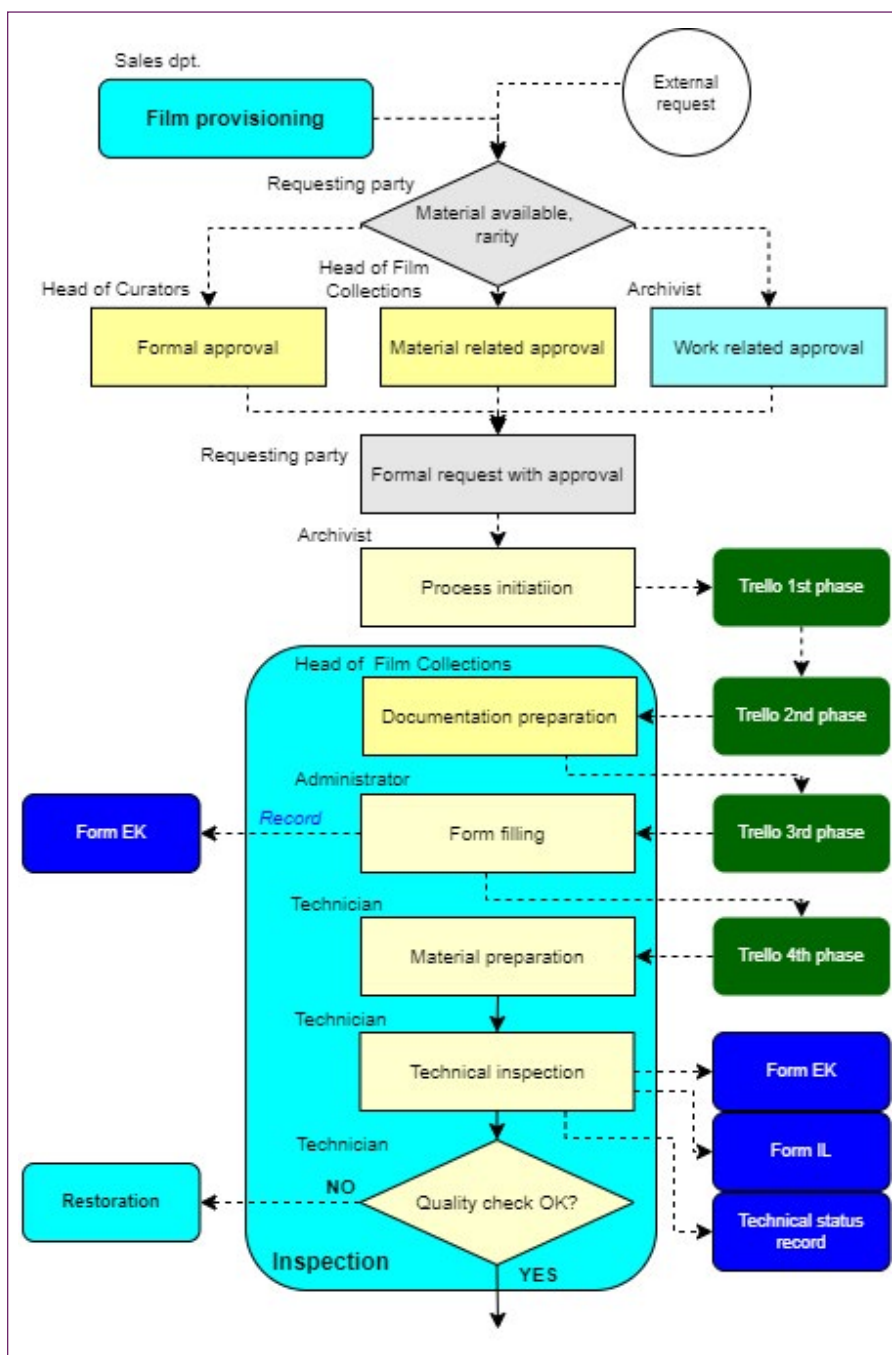 Sales dpt.
Film provisioning
External
request
Requesting party
Material available,
rarity
Head of Curators
Head of Film
Collections
Archivist
Formal approval
Material related approval
Work related approval
Requesting party
Formal request with approval
Archivist
Process initiatiion
Trello 1st phase
Head of Film Collections
Documentation preparation
Trello 2nd phase
Administrator
Form EK
Record
Form filling
Trello 3rd phase
Technician
Material preparation
Trello 4th phase
Technician
Technical inspection
Form EK
Form IL
Technician
Restoration
NO
Quality check OK?
Technical status
record
Inspection
YES